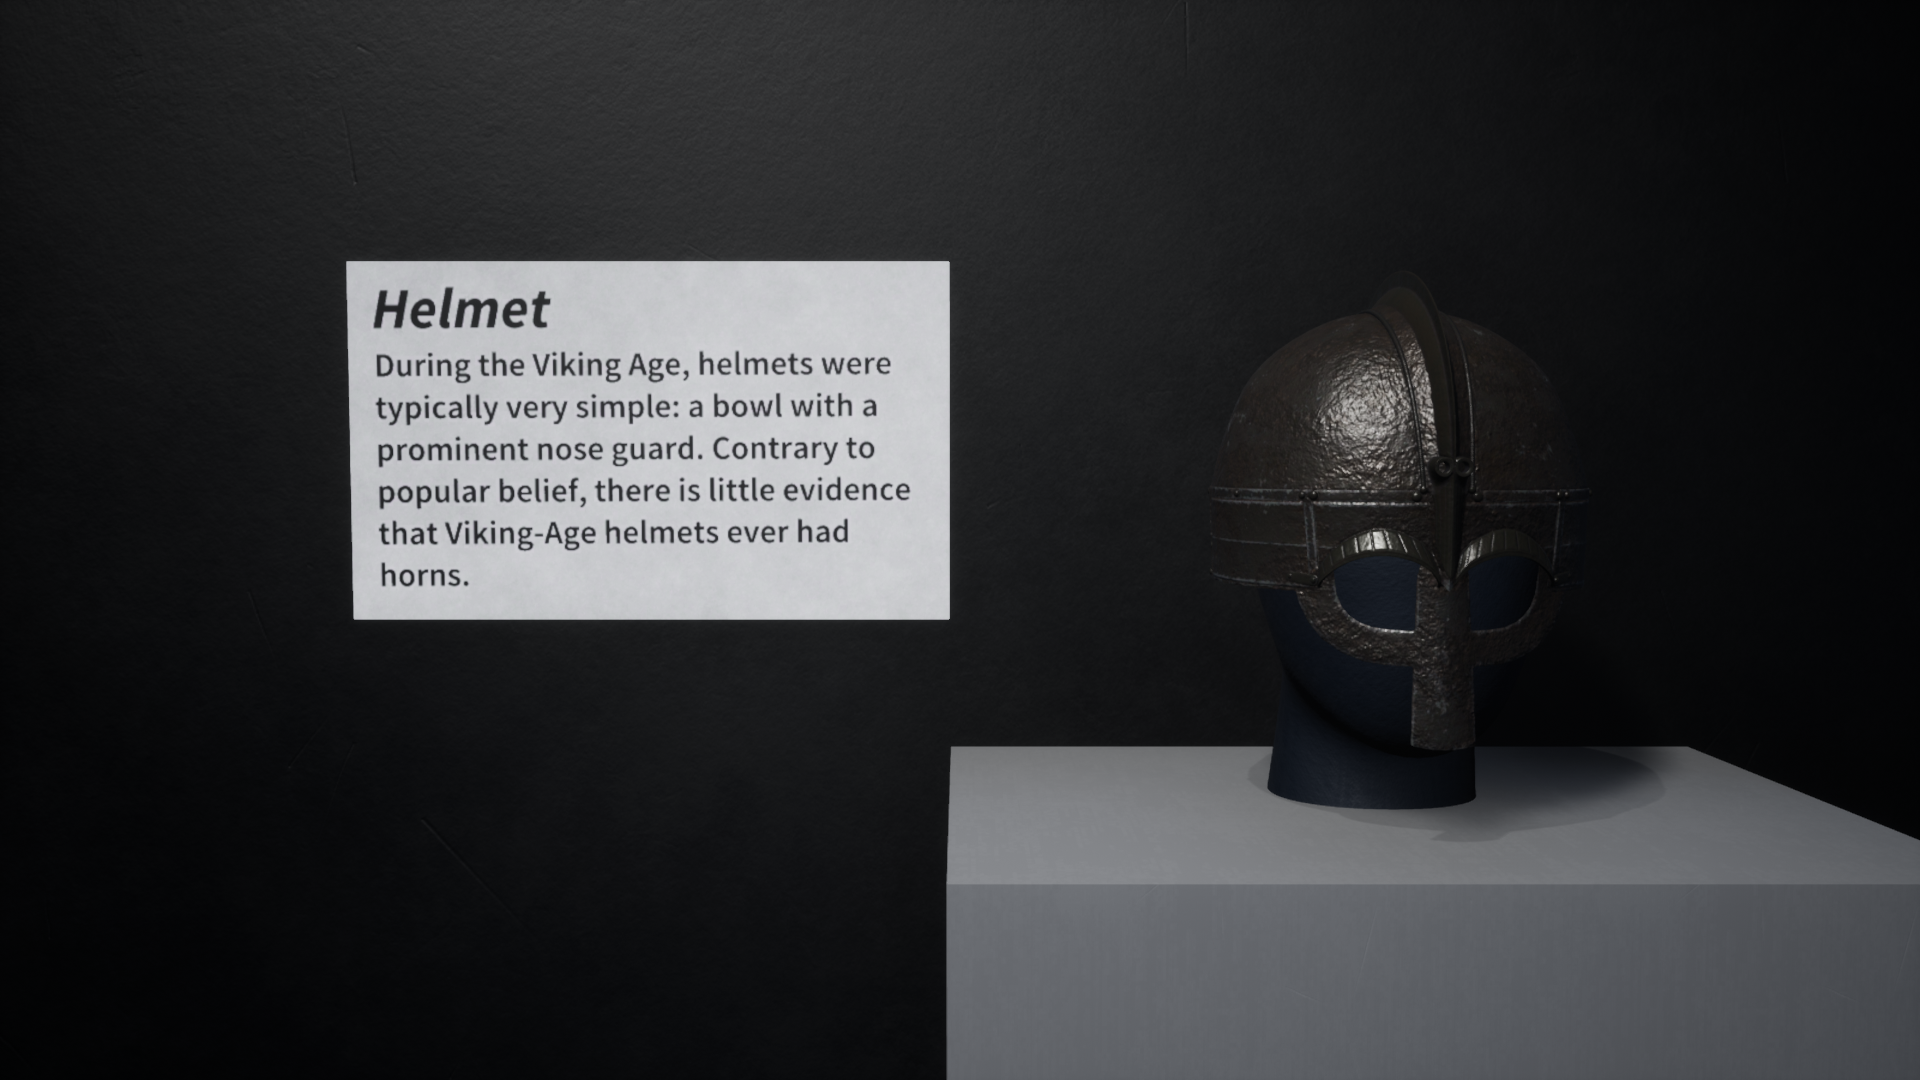 Helmet
During the Viking Age, helmets were
typically very simple: a bowl with a
prominent nose guard. Contrary to
popular belief, there is little evidence
that Viking-Age helmets ever had
horns.